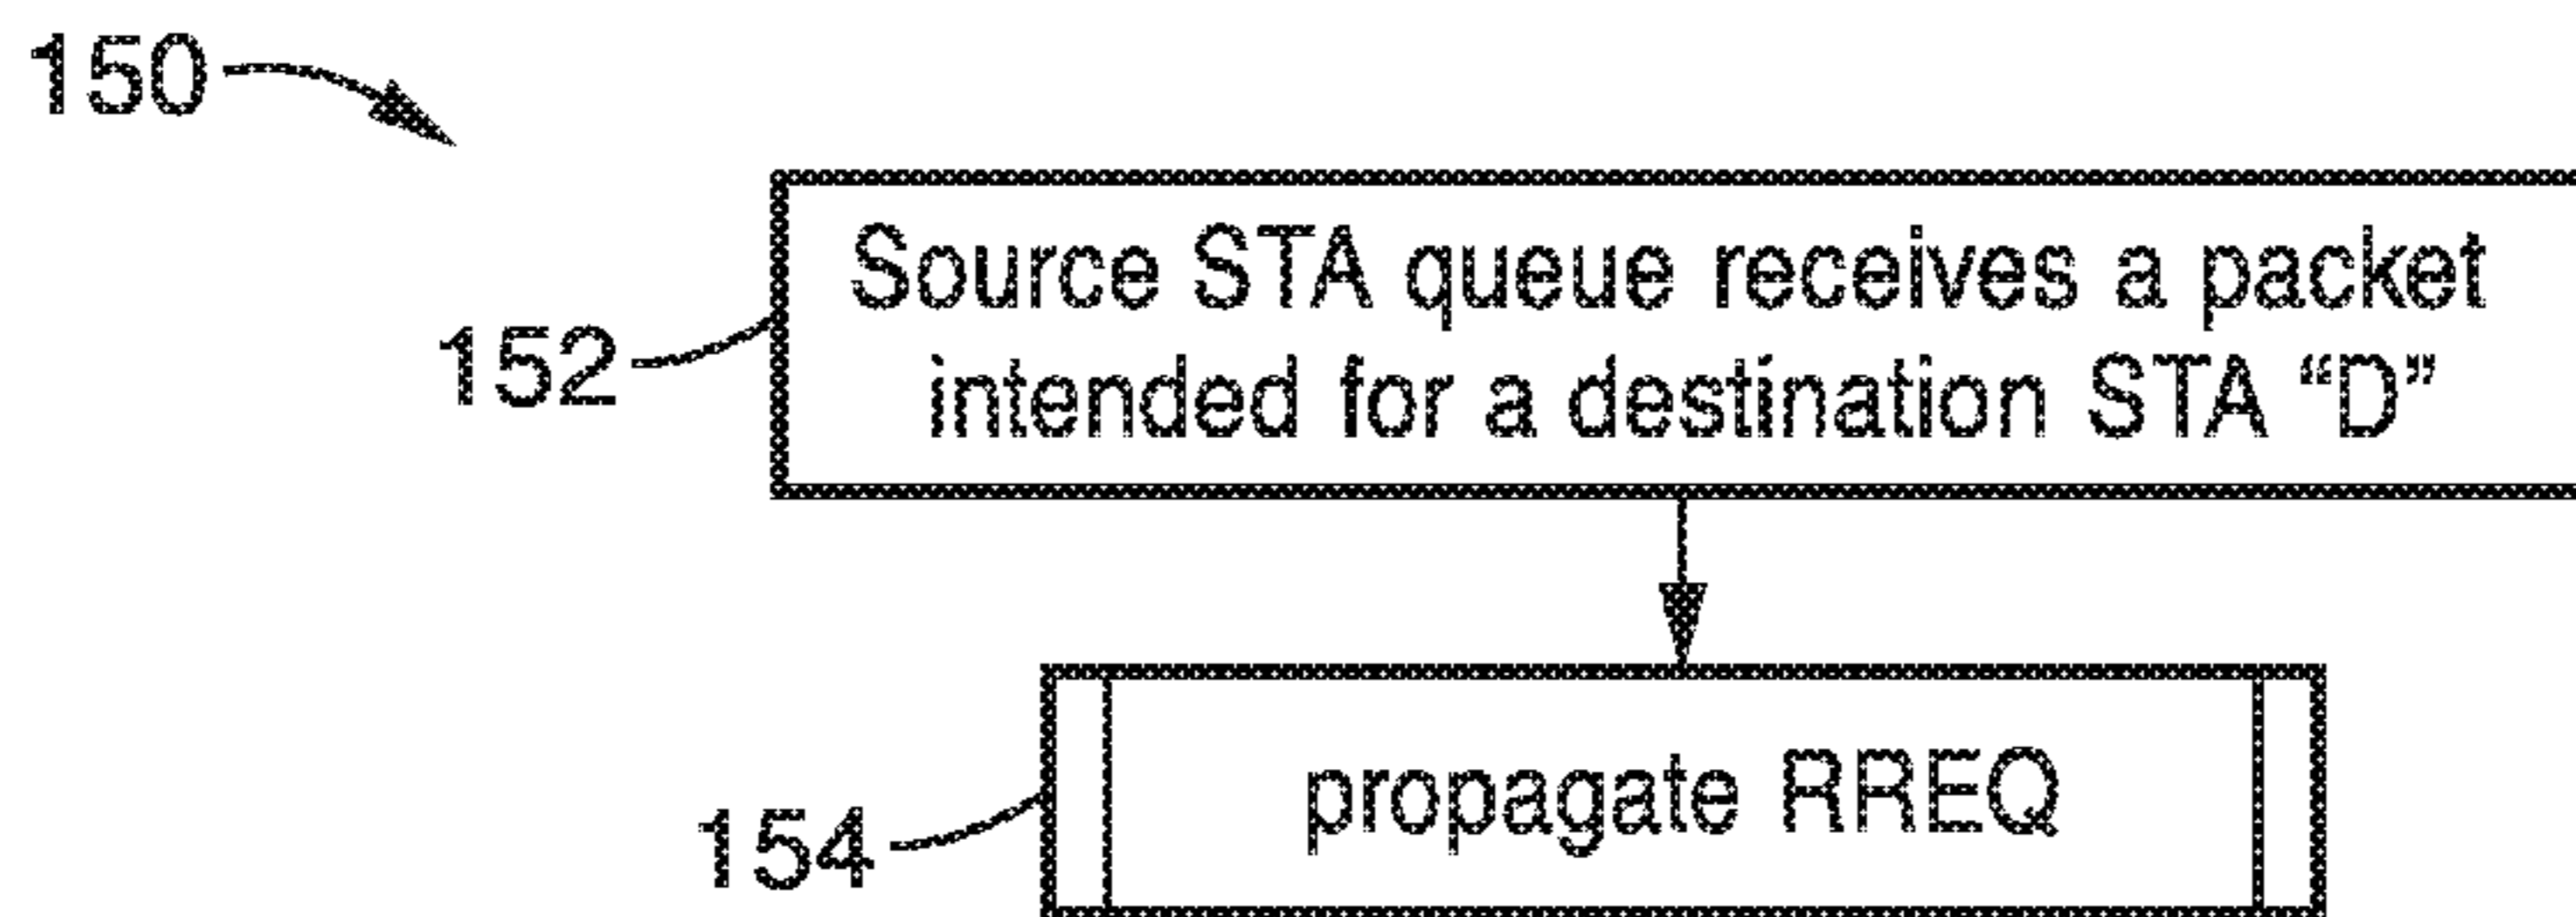 150
Source STA queue receives a packet
152
intended for a destination STA “D”
propagate RREQ
154